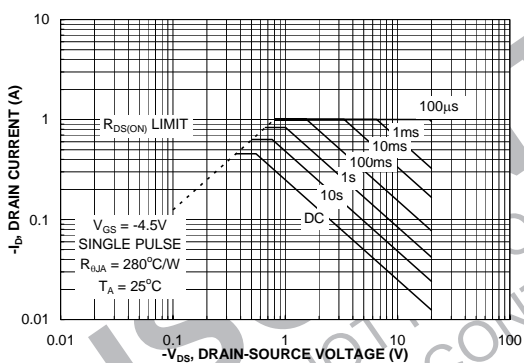 10
1
0.1
0.01
-I_D, DRAIN CURRENT (A)
R_DS(ON) LIMIT
100µs
1ms
10ms
100ms
1s
10s
DC
V_GS = -4.5V
SINGLE PULSE
R_θJA = 280°C/W
T_A = 25°C
0.01 0.1 1 10 100
-V_DS, DRAIN-SOURCE VOLTAGE (V)